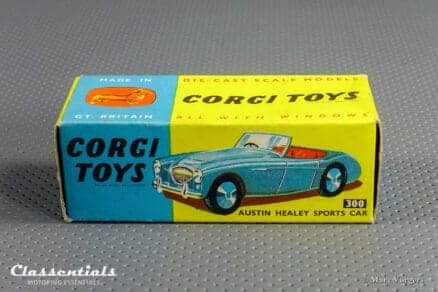 MADE IN
DIE-CAST SCALE MODELS
CORGI TOYS
GT. BRITAIN
ALL WITH WINDOWS
CORGI
TOYS
300
AUSTIN HEALEY SPORTS CAR
Classentials
MOTORING ESSENTIALS